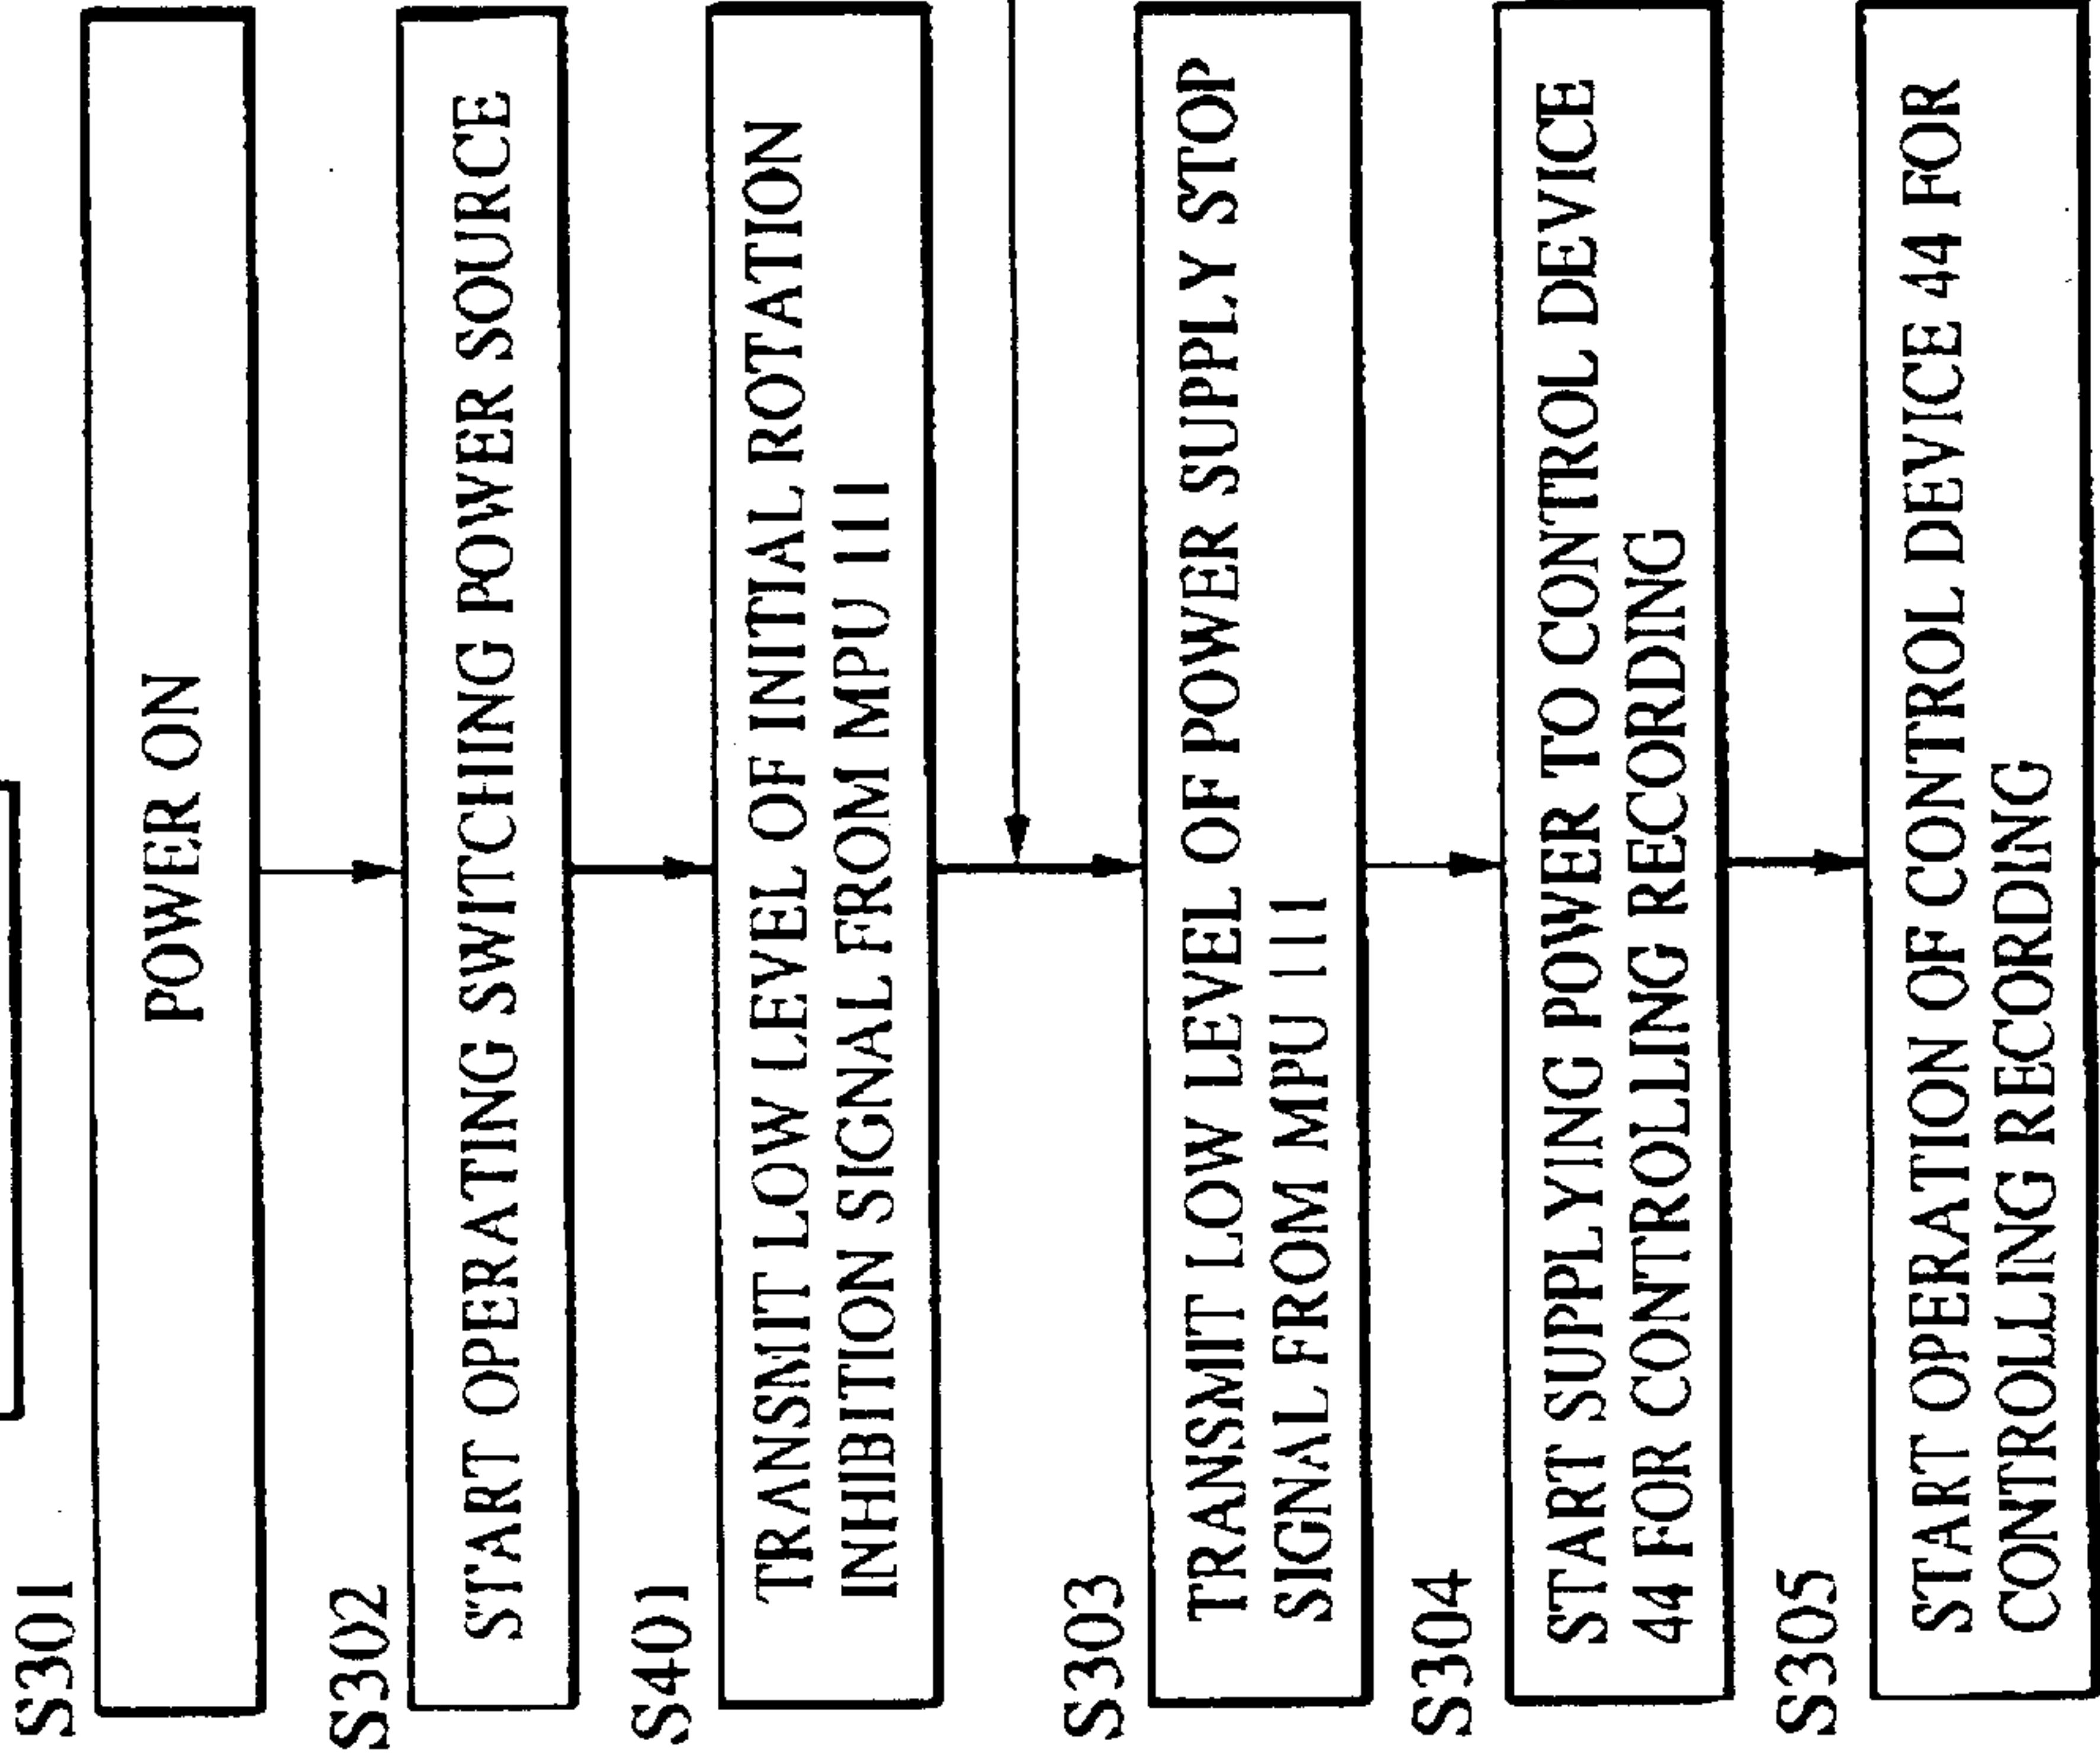 S301
POWER ON
S302
START OPERATING SWITCHING POWER SOURCE
S401
TRANSMIT LOW LEVEL OF INITIAL ROTATION
INHIBITION SIGNAL FROM MPU 111
S303
TRANSMIT LOW LEVEL OF POWER SUPPLY STOP
SIGNAL FROM MPU 111
S304
START SUPPLYING POWER TO CONTROL DEVICE
44 FOR CONTROLLING RECORDING
S305
START OPERATION OF CONTROL DEVICE 44 FOR
CONTROLLING RECORDING